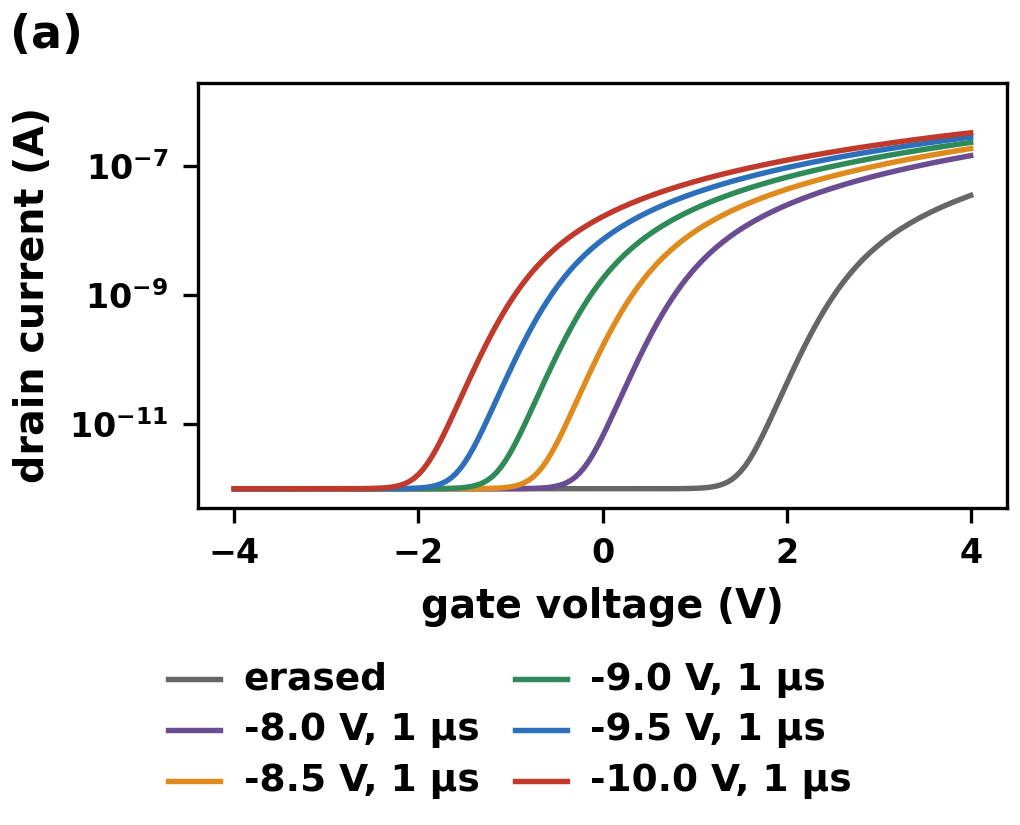 (a)
drain current (A)
10⁻⁷
10⁻⁹
10⁻¹¹
−4 −2 0 2 4
gate voltage (V)
erased
-8.0 V, 1 µs
-8.5 V, 1 µs
-9.0 V, 1 µs
-9.5 V, 1 µs
-10.0 V, 1 µs